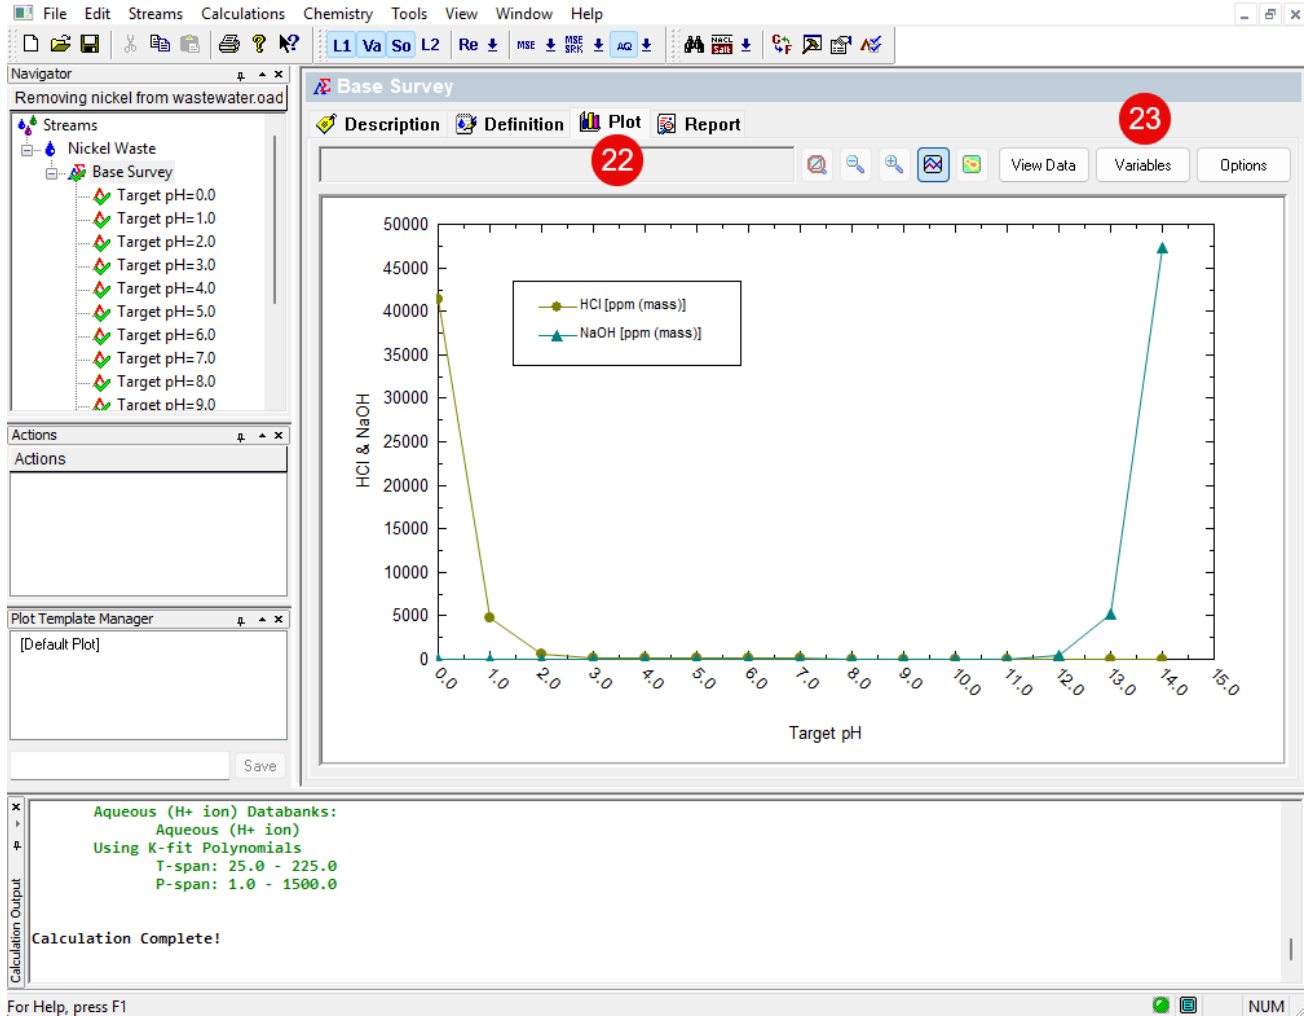 File Edit Streams Calculations Chemistry Tools View Window Help
L1 Va So L2 Re MSE MSE SRK AQ NACL
Navigator
Removing nickel from wastewater.oad
Streams
Nickel Waste
Base Survey
Target pH=0.0
Target pH=1.0
Target pH=2.0
Target pH=3.0
Target pH=4.0
Target pH=5.0
Target pH=6.0
Target pH=7.0
Target pH=8.0
Target pH=9.0
Actions
Actions
Plot Template Manager
[Default Plot]
Save
Base Survey
Description Definition Plot Report
22
23
View Data Variables Options
50000
45000
40000
35000
30000
25000
20000
15000
10000
5000
0
HCl & NaOH
HCl [ppm (mass)]
NaOH [ppm (mass)]
0.0 1.0 2.0 3.0 4.0 5.0 6.0 7.0 8.0 9.0 10.0 11.0 12.0 13.0 14.0 15.0
Target pH
Calculation Output
Aqueous (H+ ion) Databanks:
Aqueous (H+ ion)
Using K-fit Polynomials
T-span: 25.0 - 225.0
P-span: 1.0 - 1500.0
Calculation Complete!
For Help, press F1
NUM